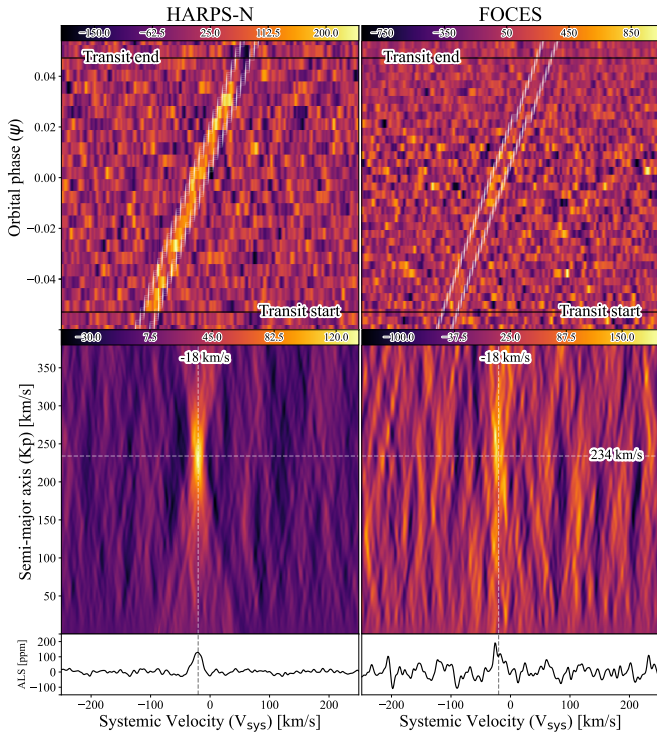 HARPS-N
FOCES
−150.0 −62.5 25.0 112.5 200.0
−750 −350 50 450 850
Transit end
Transit end
0.04
0.02
0.00
−0.02
−0.04
Orbital phase (ψ)
Transit start
Transit start
−30.0 7.5 45.0 82.5 120.0
−100.0 −37.5 25.0 87.5 150.0
-18 km/s
-18 km/s
350
300
250
200
150
100
50
Semi-major axis (Kp) [km/s]
234 km/s
200
100
0
−100
ALS [ppm]
−200 −100 0 100 200
−200 −100 0 100 200
Systemic Velocity (Vsys) [km/s]
Systemic Velocity (Vsys) [km/s]